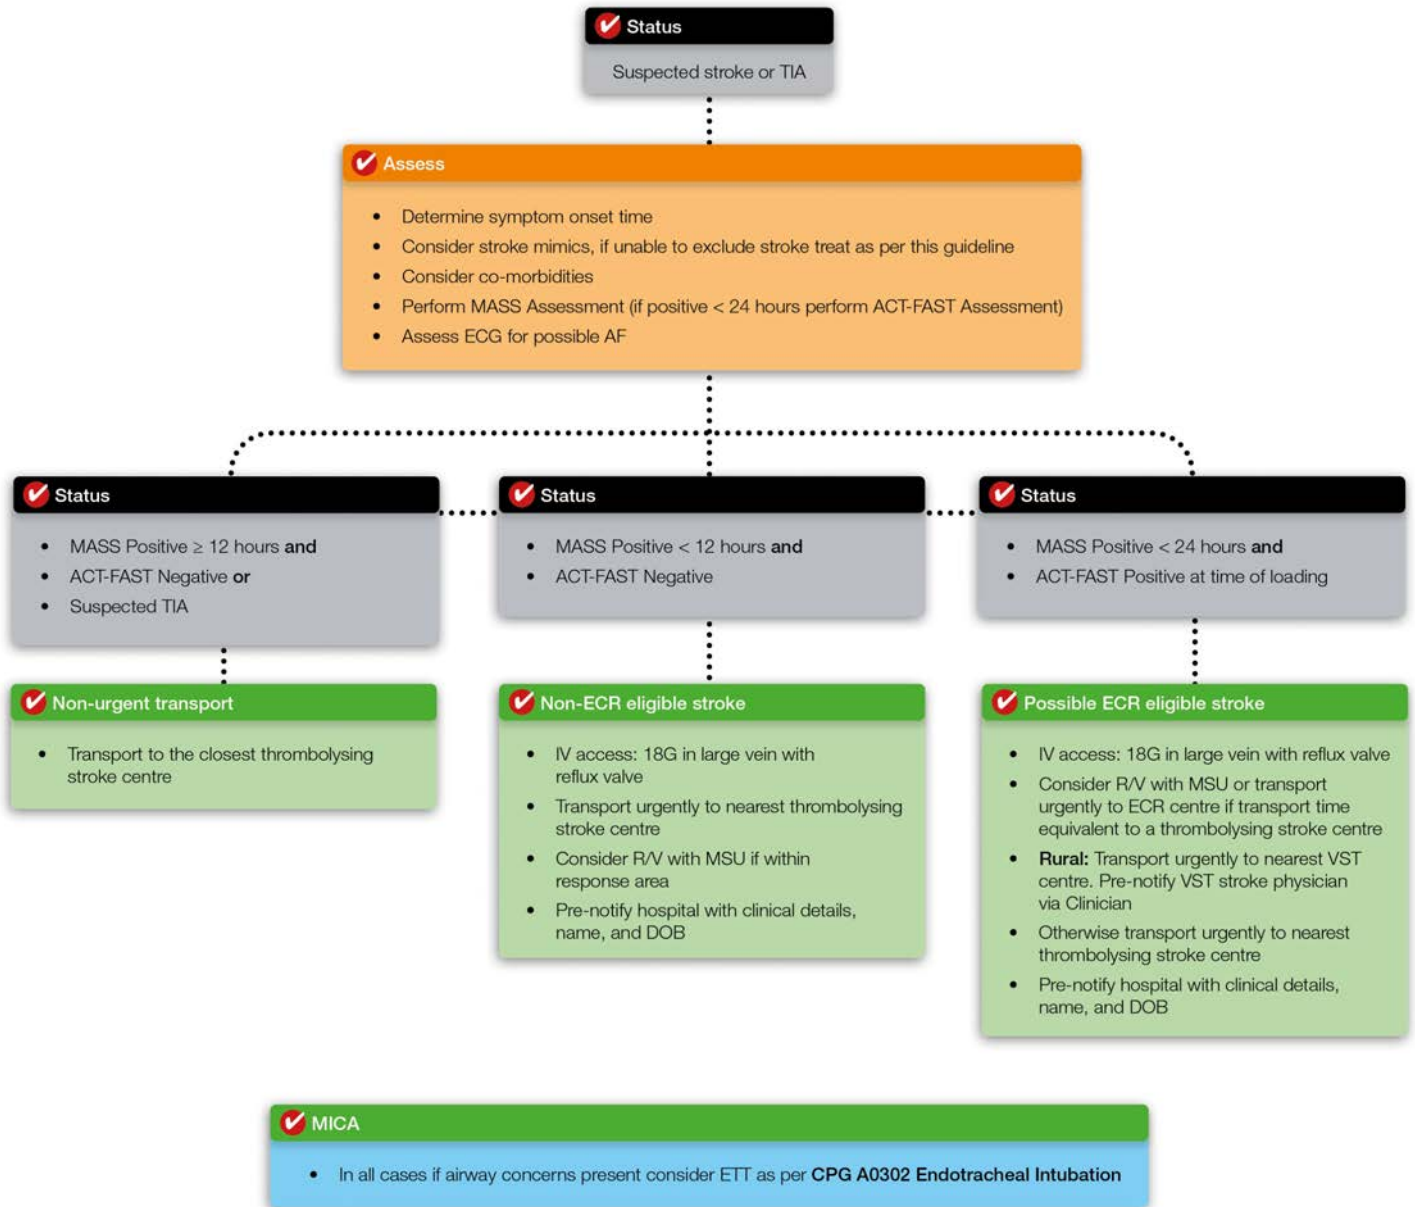 Status
Suspected stroke or TIA
Assess
• Determine symptom onset time
• Consider stroke mimics, if unable to exclude stroke treat as per this guideline
• Consider co-morbidities
• Perform MASS Assessment (if positive < 24 hours perform ACT-FAST Assessment)
• Assess ECG for possible AF
Status
• MASS Positive ≥ 12 hours and
• ACT-FAST Negative or
• Suspected TIA
Non-urgent transport
• Transport to the closest thrombolysing
stroke centre
Status
• MASS Positive < 12 hours and
• ACT-FAST Negative
Non-ECR eligible stroke
• IV access: 18G in large vein with
reflux valve
• Transport urgently to nearest thrombolysing
stroke centre
• Consider R/V with MSU if within
response area
• Pre-notify hospital with clinical details,
name, and DOB
Status
• MASS Positive < 24 hours and
• ACT-FAST Positive at time of loading
Possible ECR eligible stroke
• IV access: 18G in large vein with reflux valve
• Consider R/V with MSU or transport
urgently to ECR centre if transport time
equivalent to a thrombolysing stroke centre
• Rural: Transport urgently to nearest VST
centre. Pre-notify VST stroke physician
via Clinician
• Otherwise transport urgently to nearest
thrombolysing stroke centre
• Pre-notify hospital with clinical details,
name, and DOB
MICA
• In all cases if airway concerns present consider ETT as per CPG A0302 Endotracheal Intubation